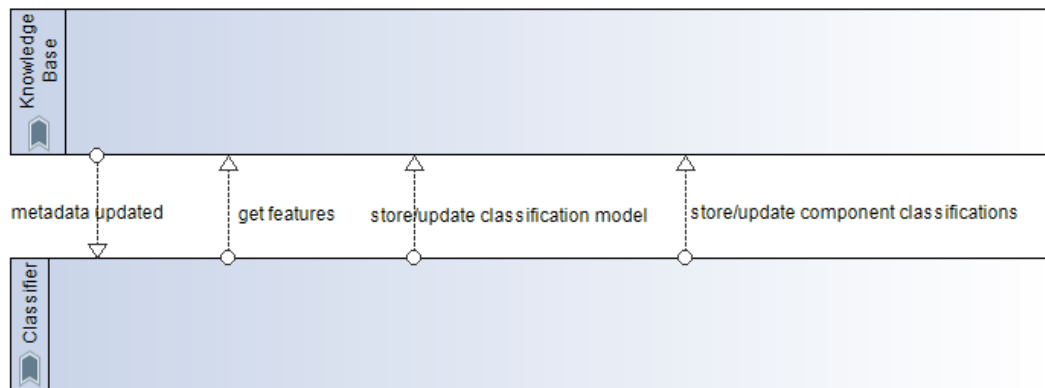 Knowledge
Base
metadata updated
get features
store/update classification model
store/update component classifications
Classifier